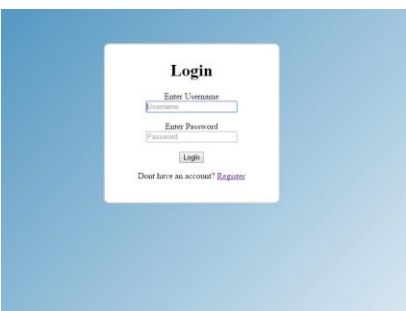 Login
Enter Username
Username
Enter Password
Password
Login
Dont have an account? Register